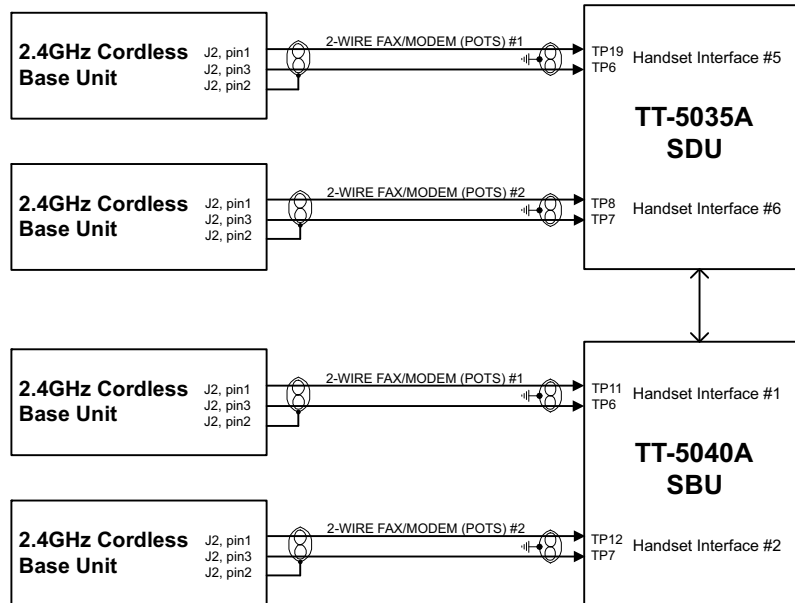 2.4GHz Cordless
Base Unit
J2, pin1
J2, pin3
J2, pin2
2-WIRE FAX/MODEM (POTS) #1
TP19
TP6
Handset Interface #5
TT-5035A
SDU
2.4GHz Cordless
Base Unit
J2, pin1
J2, pin3
J2, pin2
2-WIRE FAX/MODEM (POTS) #2
TP8
TP7
Handset Interface #6
2.4GHz Cordless
Base Unit
J2, pin1
J2, pin3
J2, pin2
2-WIRE FAX/MODEM (POTS) #1
TP11
TP6
Handset Interface #1
TT-5040A
SBU
2.4GHz Cordless
Base Unit
J2, pin1
J2, pin3
J2, pin2
2-WIRE FAX/MODEM (POTS) #2
TP12
TP7
Handset Interface #2